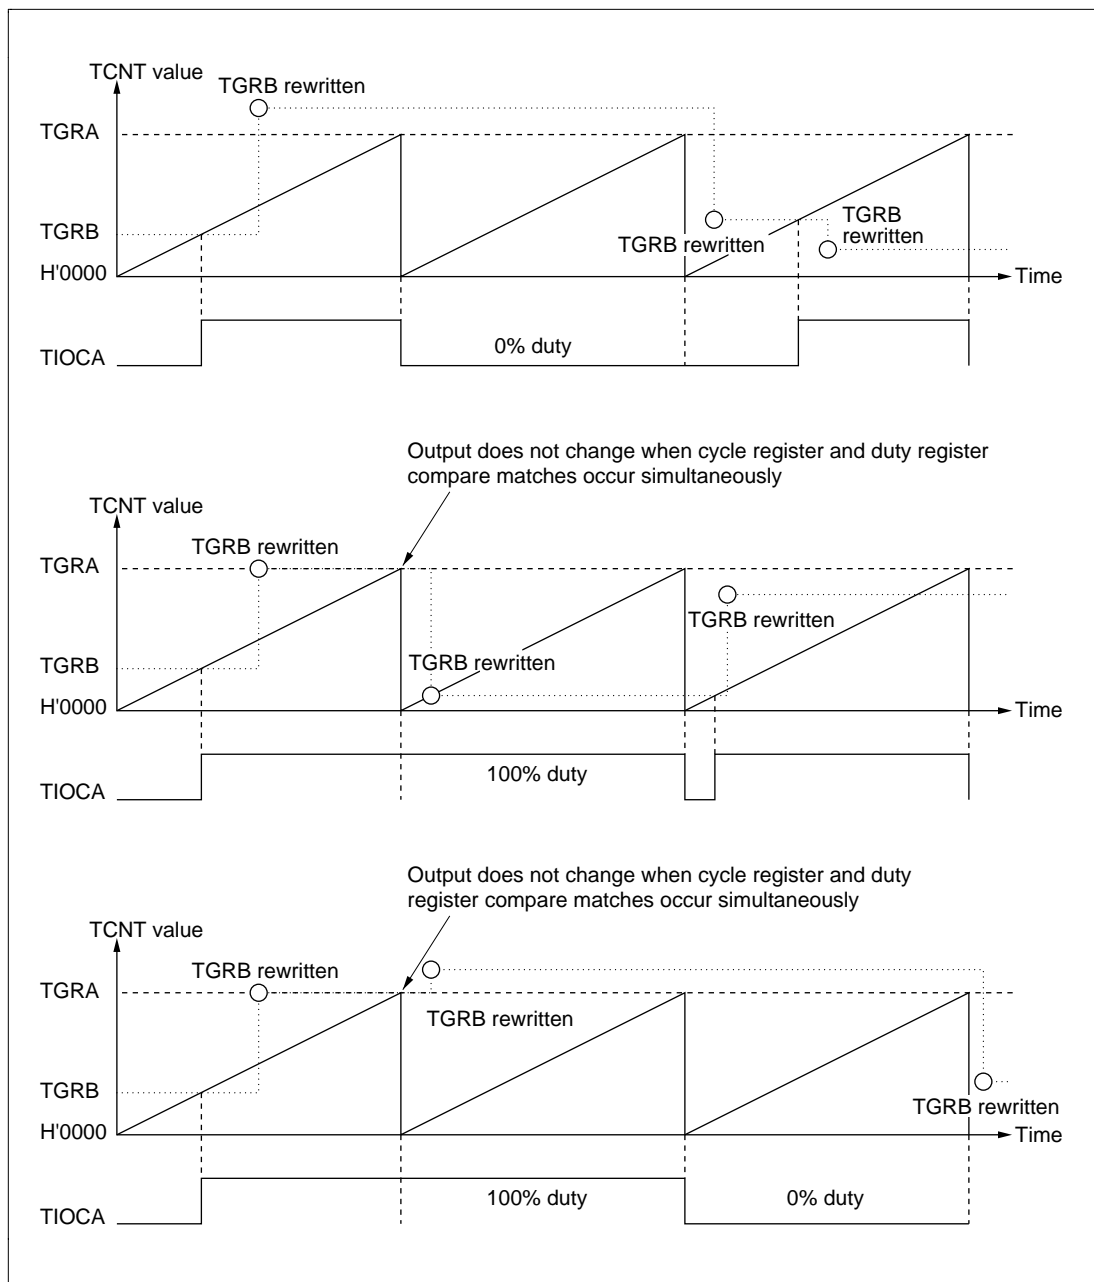 TCNT value
TGRB rewritten
TGRA
TGRB
TGRB
TGRB rewritten
rewritten
H'0000
Time
0% duty
TIOCA
Output does not change when cycle register and duty register
compare matches occur simultaneously
TCNT value
TGRB rewritten
TGRA
TGRB rewritten
TGRB
TGRB rewritten
H'0000
Time
100% duty
TIOCA
Output does not change when cycle register and duty
register compare matches occur simultaneously
TCNT value
TGRB rewritten
TGRA
TGRB rewritten
TGRB
TGRB rewritten
H'0000
Time
100% duty
0% duty
TIOCA